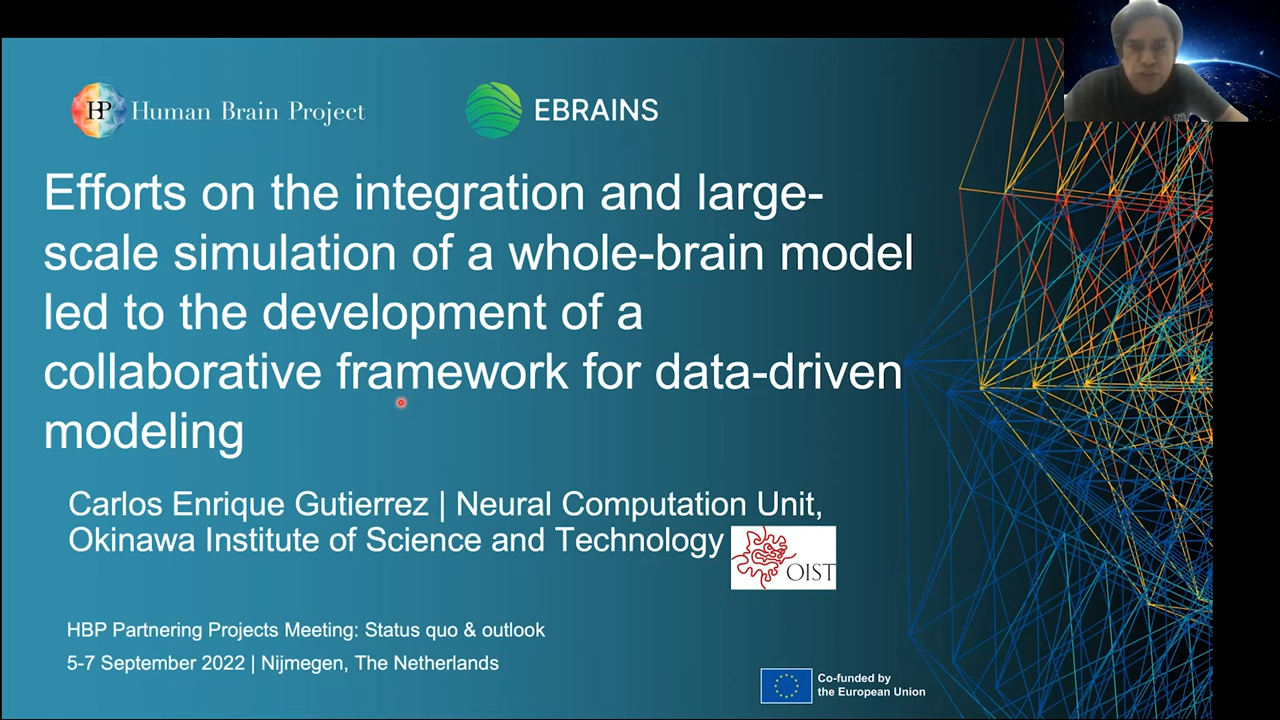 HP Human Brain Project
EBRAINS
Efforts on the integration and large-
scale simulation of a whole-brain model
led to the development of a
collaborative framework for data-driven
modeling
Carlos Enrique Gutierrez | Neural Computation Unit,
Okinawa Institute of Science and Technology
OIST
HBP Partnering Projects Meeting: Status quo & outlook
5-7 September 2022 | Nijmegen, The Netherlands
Co-funded by
the European Union